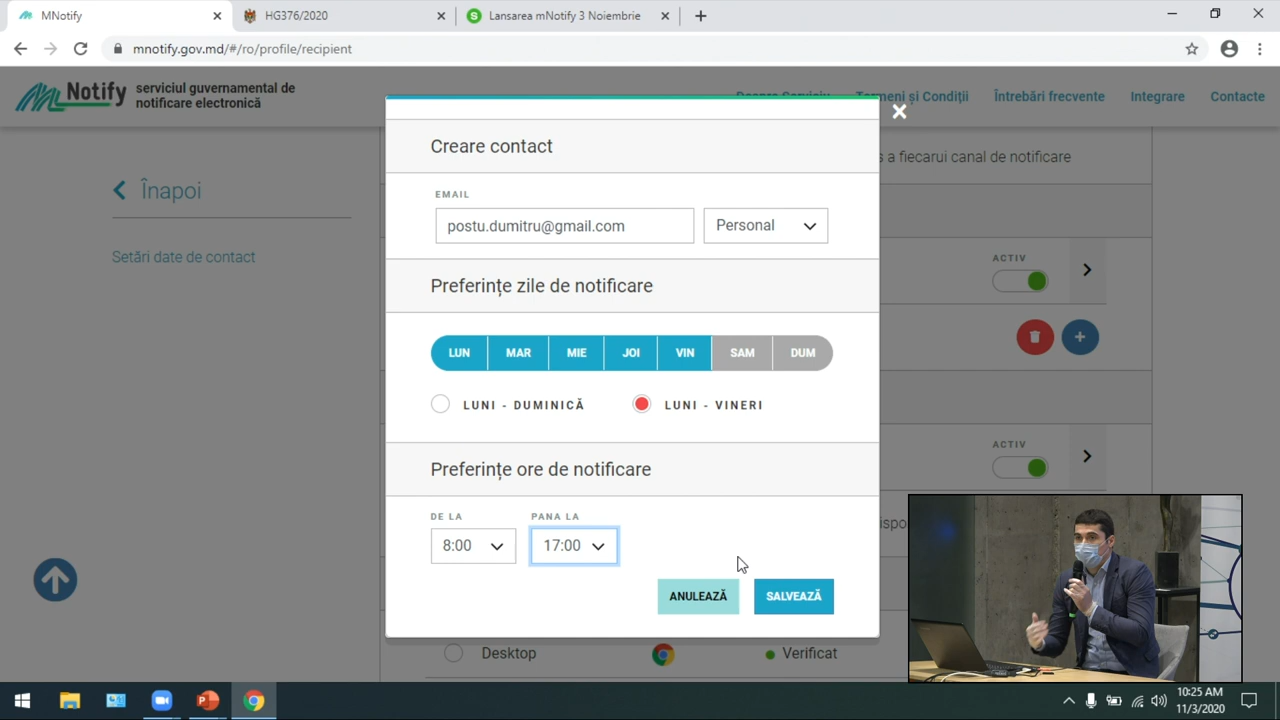 MNotify
HG376/2020
Lansarea mNotify 3 Noiembrie
mnotify.gov.md/#/ro/profile/recipient
Notify
serviciul guvernamental de
notificare electronică
Despre Serviciu
Termeni și Condiții
Întrebări frecvente
Integrare
Contacte
Înapoi
Setări date de contact
s a fiecarui canal de notificare
Creare contact
EMAIL
postu.dumitru@gmail.com
Personal
Preferințe zile de notificare
LUN MAR MIE JOI VIN SAM DUM
LUNI - DUMINICĂ
LUNI - VINERI
Preferințe ore de notificare
DE LA
PANA LA
8:00
17:00
ANULEAZĂ
SALVEAZĂ
ACTIV
ACTIV
ispo
Desktop
Verificat
10:25 AM
11/3/2020